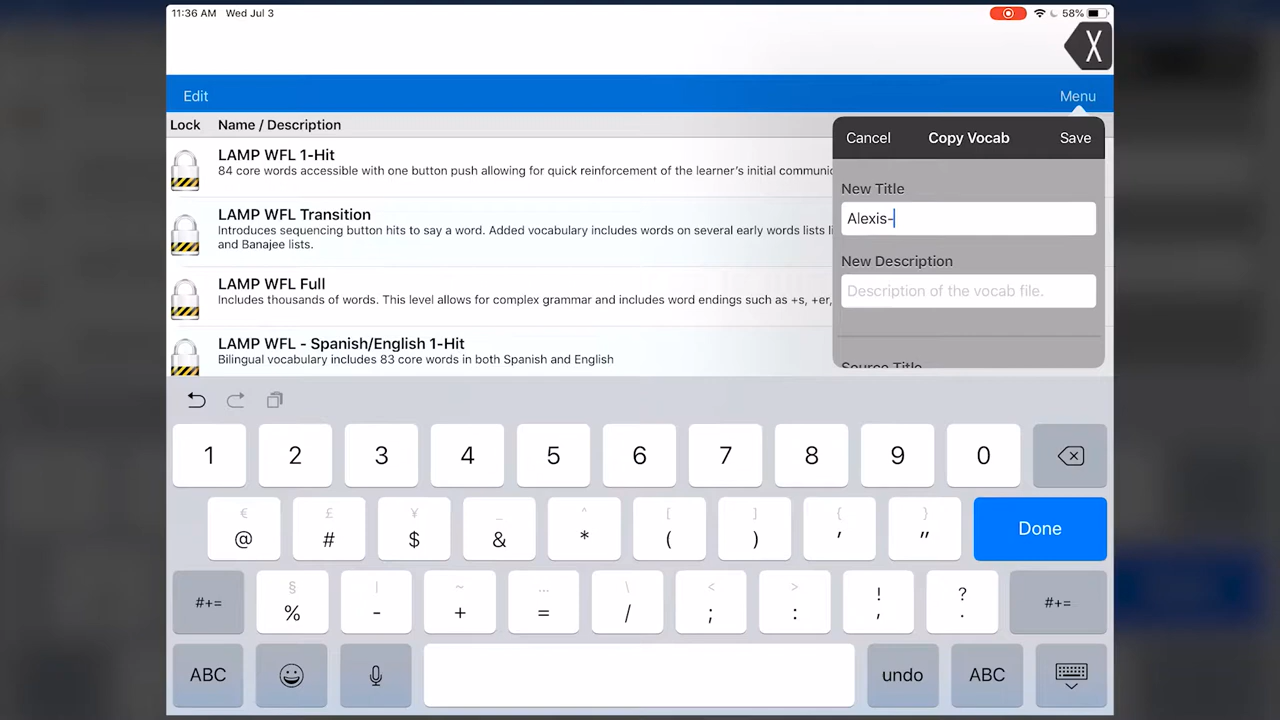 11:36 AM Wed Jul 3
58%
X
Edit
Menu
Lock Name / Description
Cancel Copy Vocab Save
LAMP WFL 1-Hit
84 core words accessible with one button push allowing for quick reinforcement of the learner's initial communic
New Title
Alexis-
LAMP WFL Transition
Introduces sequencing button hits to say a word. Added vocabulary includes words on several early words lists li
and Banajee lists.
New Description
Description of the vocab file.
LAMP WFL Full
Includes thousands of words. This level allows for complex grammar and includes word endings such as +s, +er,
LAMP WFL - Spanish/English 1-Hit
Bilingual vocabulary includes 83 core words in both Spanish and English
Source Title
1 2 3 4 5 6 7 8 9 0
€ £ ¥ _ ^ [ ] { }
@ # $ & * ( ) ' "
Done
§ | ~ … \ < > ! ?
#+= % - + = / ; : , . #+=
ABC undo ABC